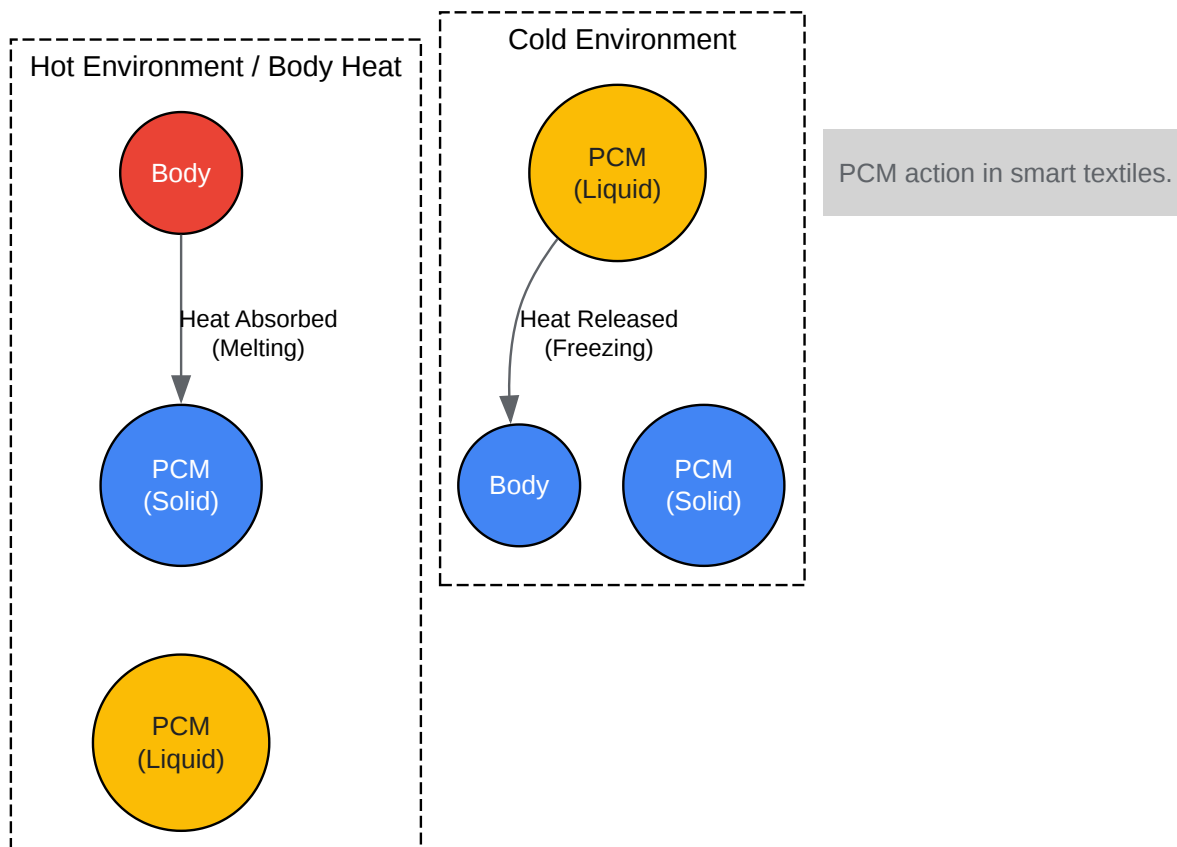 Hot Environment / Body Heat
Body
Heat Absorbed
(Melting)
PCM
(Solid)
PCM
(Liquid)
Cold Environment
PCM
(Liquid)
Heat Released
(Freezing)
Body
PCM
(Solid)
PCM action in smart textiles.